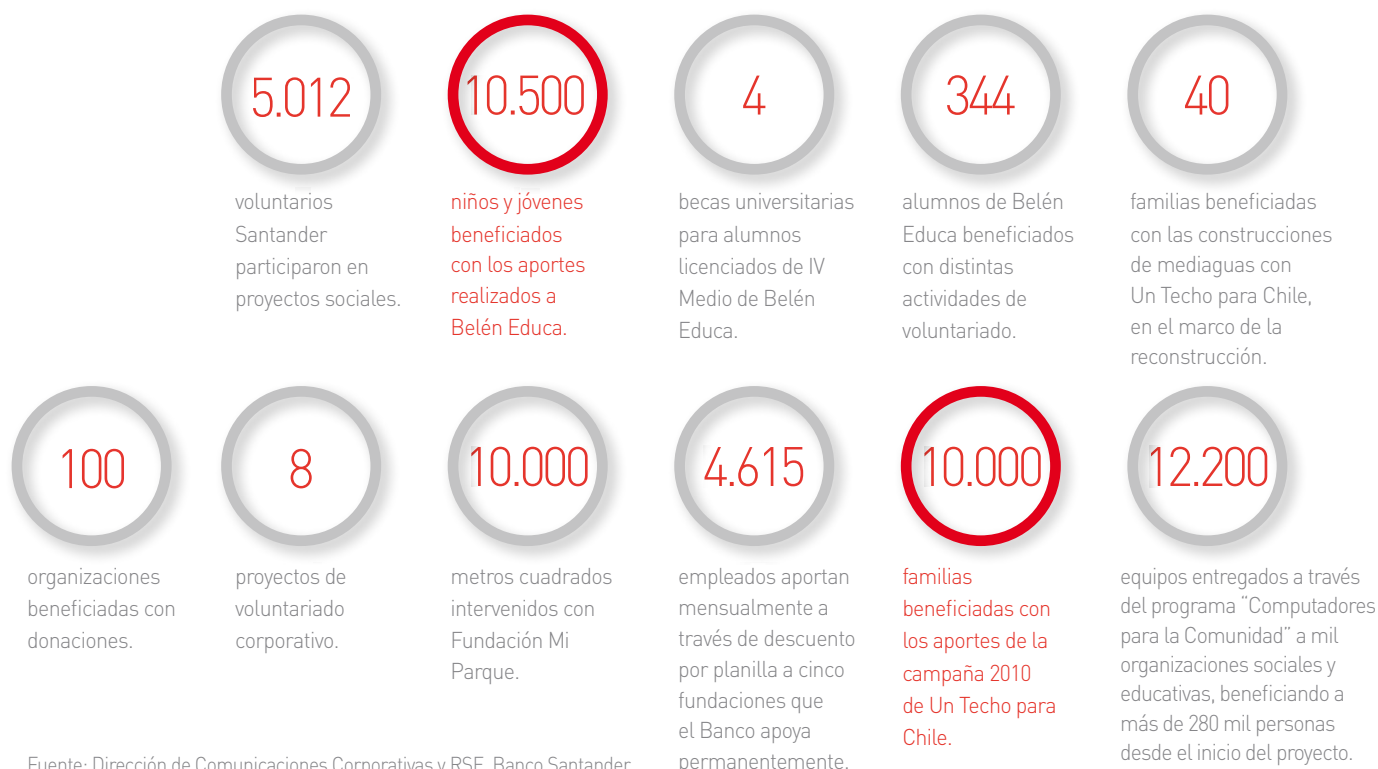 5.012
voluntarios
Santander
participaron en
proyectos sociales.
10.500
niños y jóvenes
beneficiados
con los aportes
realizados a
Belén Educa.
4
becas universitarias
para alumnos
licenciados de IV
Medio de Belén
Educa.
344
alumnos de Belén
Educa beneficiados
con distintas
actividades de
voluntariado.
40
familias beneficiadas
con las construcciones
de mediaguas con
Un Techo para Chile,
en el marco de la
reconstrucción.
100
organizaciones
beneficiadas con
donaciones.
8
proyectos de
voluntariado
corporativo.
10.000
metros cuadrados
intervenidos con
Fundación Mi
Parque.
4.615
empleados aportan
mensualmente a
través de descuento
por planilla a cinco
fundaciones que
el Banco apoya
permanentemente.
10.000
familias
beneficiadas con
los aportes de la
campaña 2010
de Un Techo para
Chile.
12.200
equipos entregados a través
del programa “Computadores
para la Comunidad” a mil
organizaciones sociales y
educativas, beneficiando a
más de 280 mil personas
desde el inicio del proyecto.
Fuente: Dirección de Comunicaciones Corporativas y RSE, Banco Santander